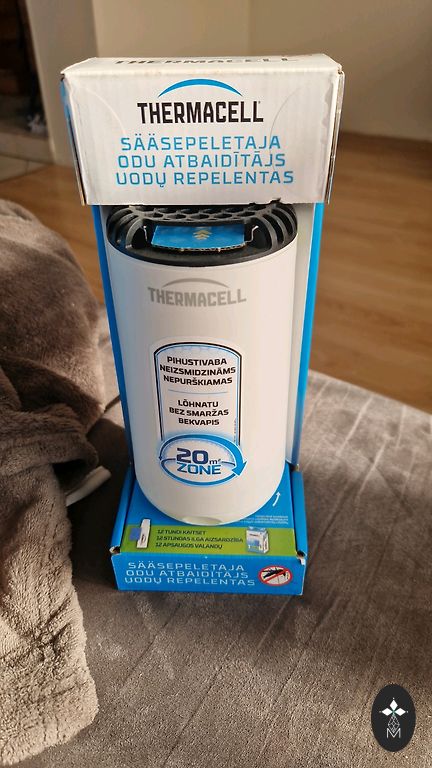 THERMACELL®
SÄÄSEPELETAJA
ODU ATBAIDĪTĀJS
UODŲ REPELENTAS
THERMACELL
PIHUSTIVABA
NEIZSMIDZINĀMS
NEPURŠKIAMAS
LÕHNATU
BEZ SMARŽAS
BEKVAPIS
20 m²
ZONE
12 TUNDI KAITSET
12 STUNDAS ILGA AIZSARDZĪBA
12 APSAUGOS VALANDŲ
SÄÄSEPELETAJA
ODU ATBAIDĪTĀJS
UODŲ REPELENTAS
M